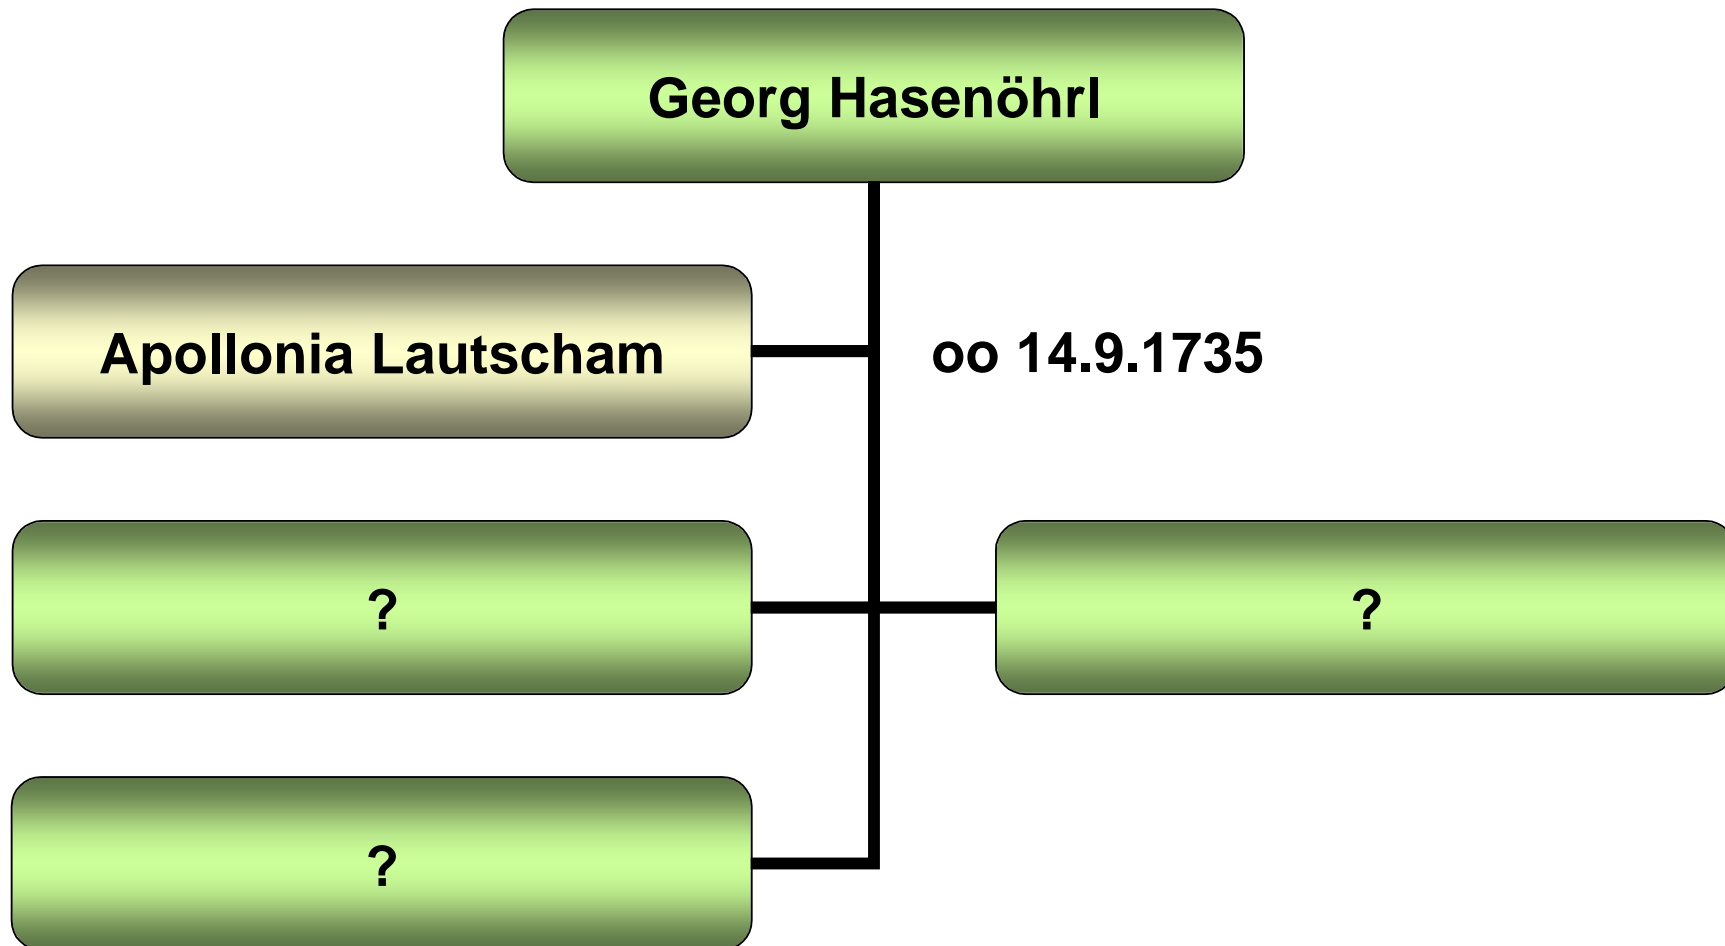 Georg Hasenöhrl
Apollonia Lautscham
oo 14.9.1735
?
?
?